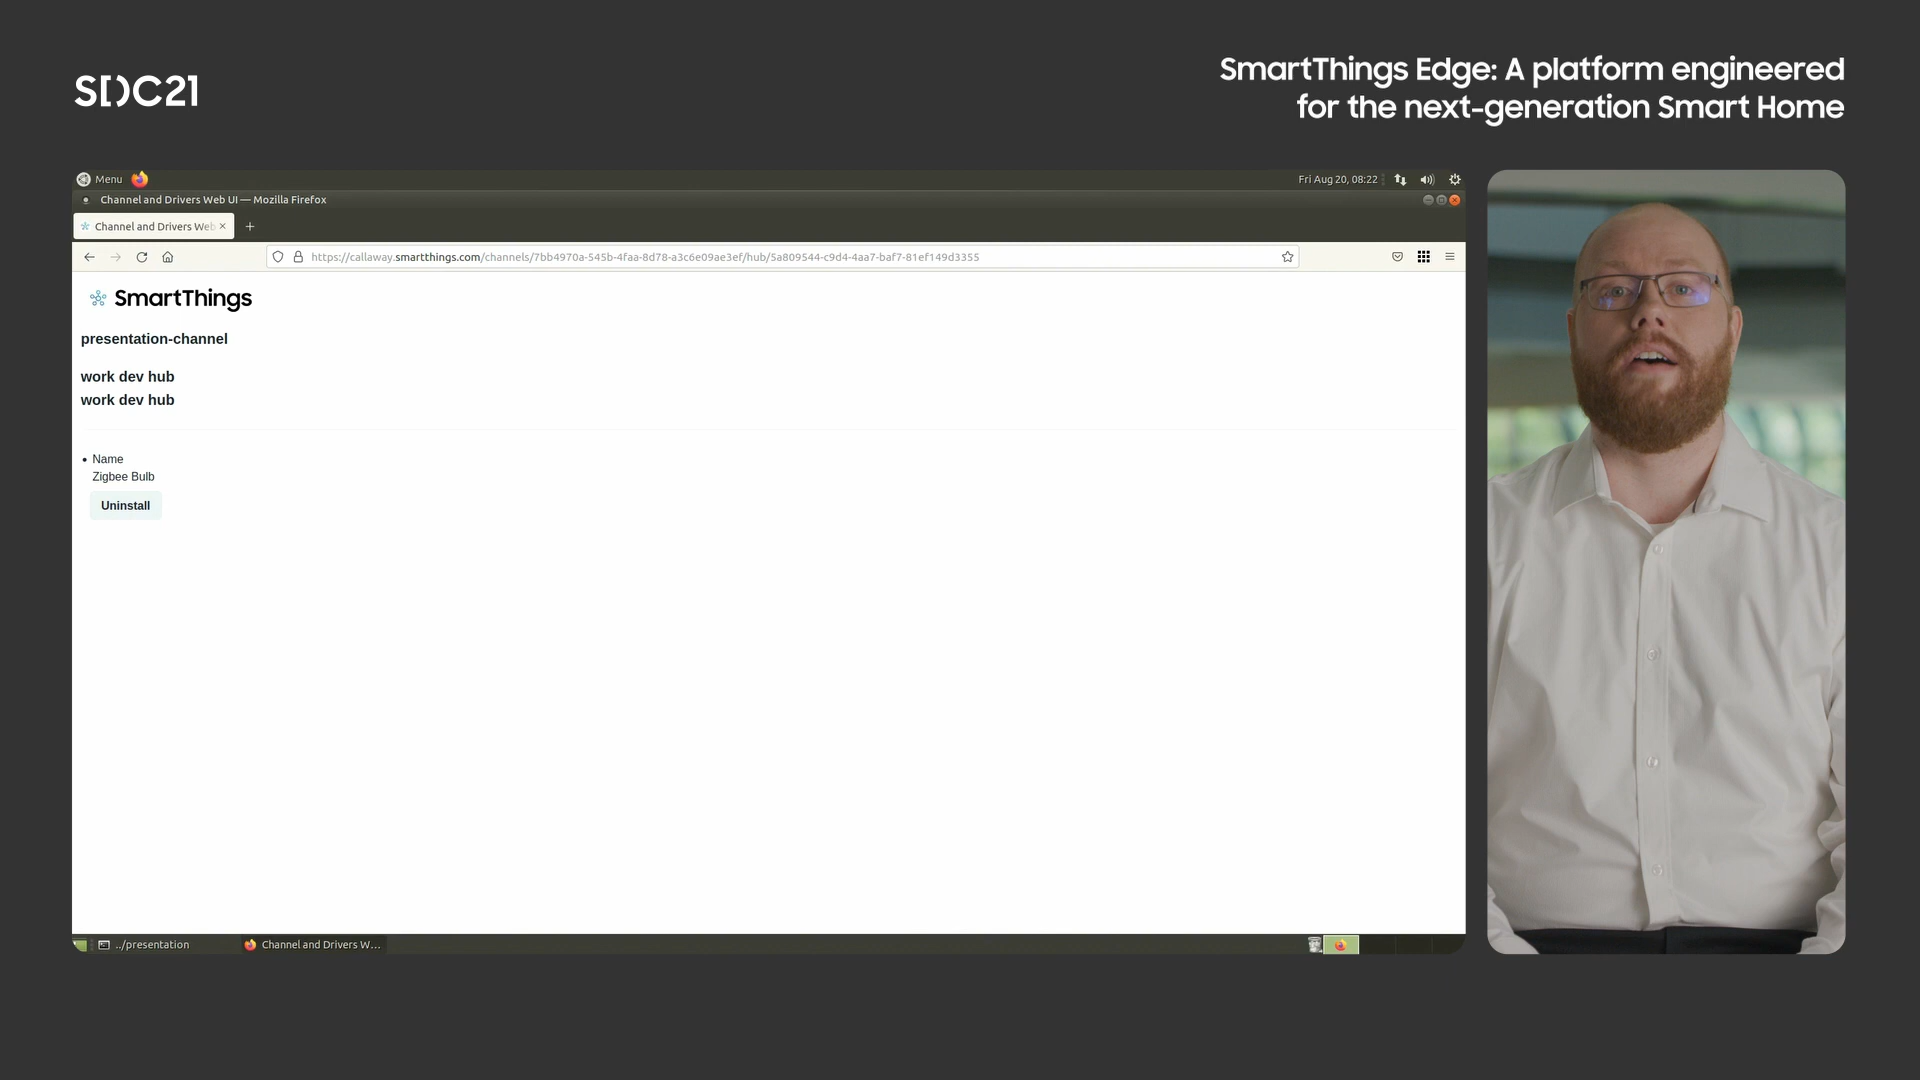 SDC21
SmartThings Edge: A platform engineered
for the next-generation Smart Home
Menu
Fri Aug 20, 08:22
Channel and Drivers Web UI — Mozilla Firefox
Channel and Drivers Web
https://callaway.smartthings.com/channels/7bb4970a-545b-4faa-8d78-a3c6e09ae3ef/hub/5a809544-c9d4-4aa7-baf7-81ef149d3355
SmartThings
presentation-channel
work dev hub
work dev hub
• Name
Zigbee Bulb
Uninstall
../presentation
Channel and Drivers W...